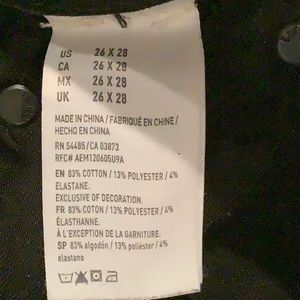 US 26 X 28
CA 26 X 28
MX 26 X 28
UK 26 X 28
MADE IN CHINA / FABRIQUÉ EN CHINE /
HECHO EN CHINA
RN 54485/CA 03873
RFC# AEM120605U9A
EN 83% COTTON / 13% POLYESTER / 4%
ELASTANE.
EXCLUSIVE OF DECORATION.
FR 83% COTON / 13% POLYESTER / 4%
ÉLASTHANNE.
À L'EXCEPTION DE LA GARNITURE.
SP 83% algodón / 13% poliéster / 4%
elastano